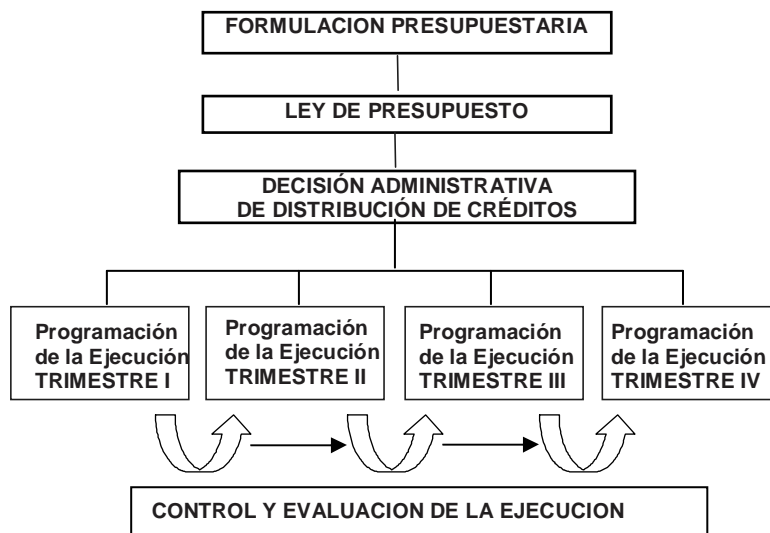 FORMULACION PRESUPUESTARIA
LEY DE PRESUPUESTO
DECISIÓN ADMINISTRATIVA
DE DISTRIBUCIÓN DE CRÉDITOS
Programación
de la Ejecución
TRIMESTRE I
Programación
de la Ejecución
TRIMESTRE II
Programación
de la Ejecución
TRIMESTRE III
Programación
de la Ejecución
TRIMESTRE IV
CONTROL Y EVALUACION DE LA EJECUCION